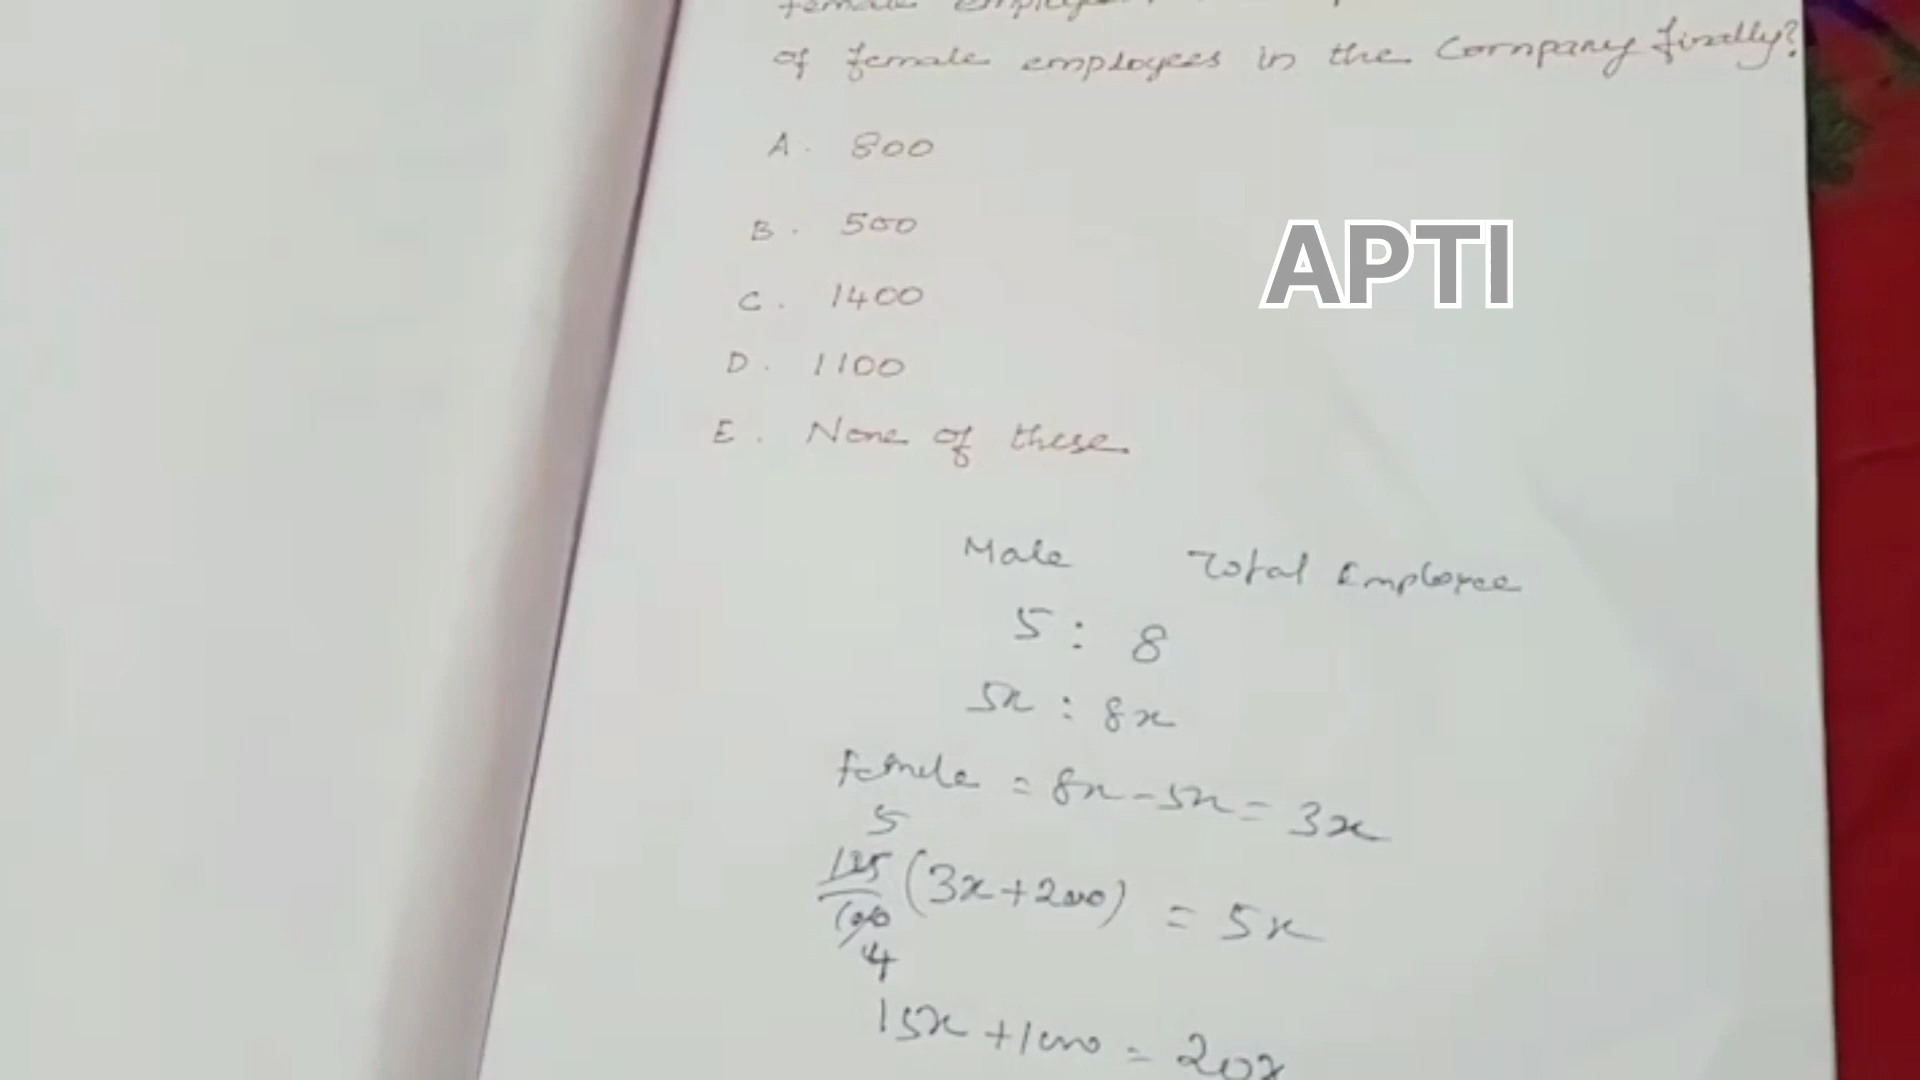 of female employees in the Company finally?
A. 800
B. 500
APTI
C. 1400
D. 1100
E. None of these
Male Total Employee
5 : 8
5x : 8x
female = 8x - 5x = 3x
5
125 (3x + 200) = 5x
100
4
15x + 1000 = 20x